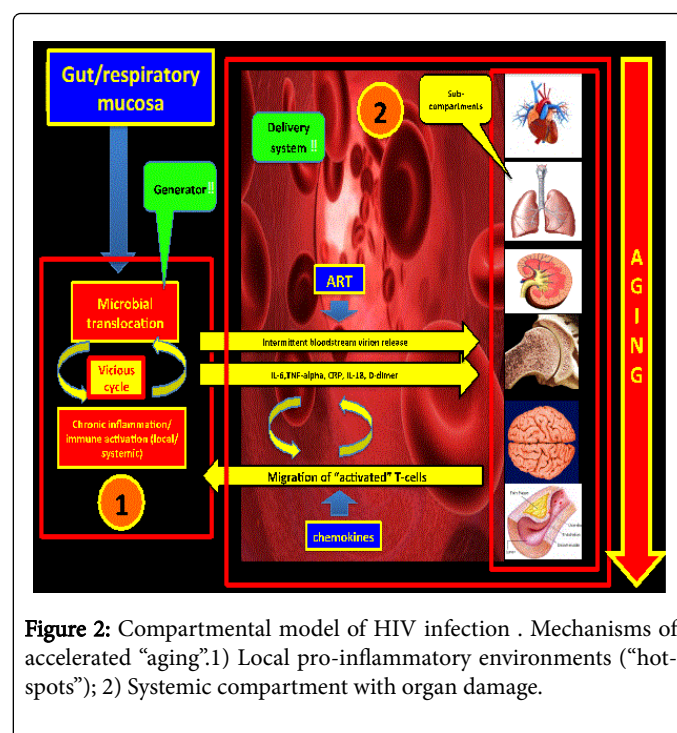 Gut/respiratory
mucosa
2
Sub-
compartments
Delivery
system !!
Generator!!
ART
Microbial
translocation
Intermittent bloodstream virion release
Vicious
cycle
IL-6,TNF-alpha, CRP, IL-18, D-dimer
Chronic inflammation/
immune activation (local/
systemic)
Migration of "activated" T-cells
1
chemokines
A
G
I
N
G
Figure 2: Compartmental model of HIV infection . Mechanisms of
accelerated “aging”.1) Local pro-inflammatory environments (“hot-
spots”); 2) Systemic compartment with organ damage.